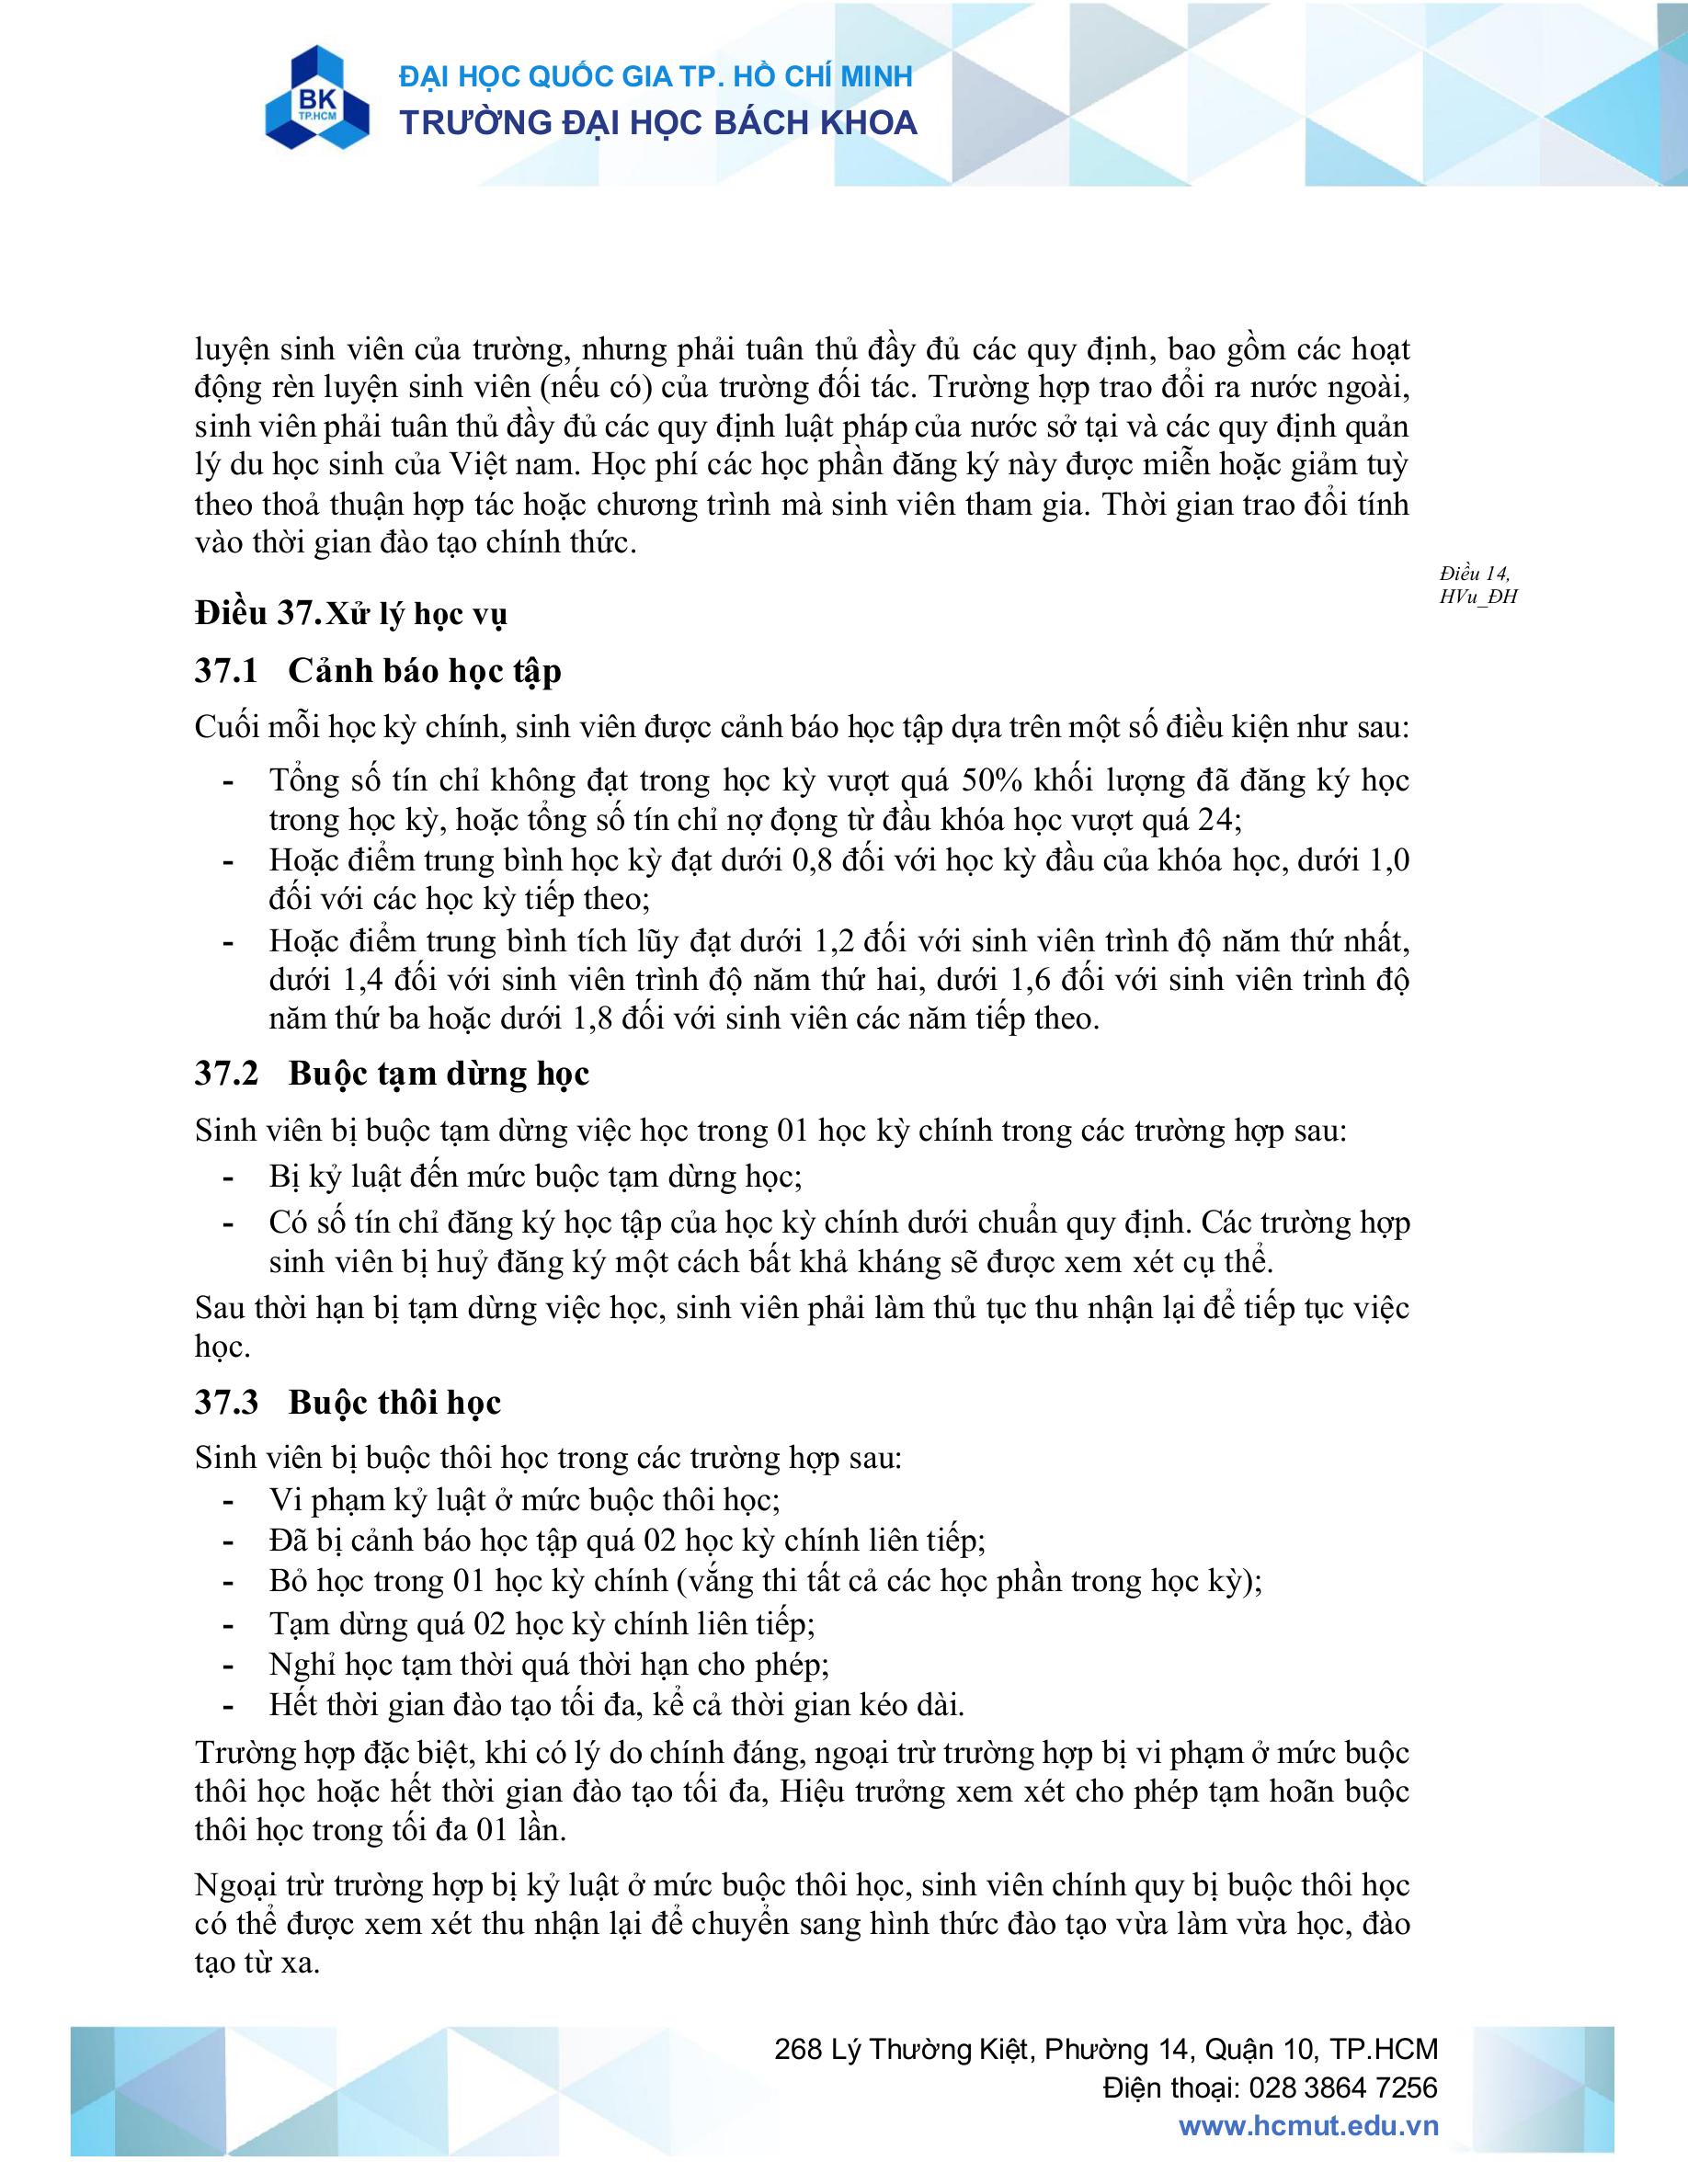 BK
TP.HCM
ĐẠI HỌC QUỐC GIA TP. HỒ CHÍ MINH
TRƯỜNG ĐẠI HỌC BÁCH KHOA
luyện sinh viên của trường, nhưng phải tuân thủ đầy đủ các quy định, bao gồm các hoạt
động rèn luyện sinh viên (nếu có) của trường đối tác. Trường hợp trao đổi ra nước ngoài,
sinh viên phải tuân thủ đầy đủ các quy định luật pháp của nước sở tại và các quy định quản
lý du học sinh của Việt nam. Học phí các học phần đăng ký này được miễn hoặc giảm tuỳ
theo thoả thuận hợp tác hoặc chương trình mà sinh viên tham gia. Thời gian trao đổi tính
vào thời gian đào tạo chính thức.
Điều 14,
HVu_ĐH
Điều 37. Xử lý học vụ
37.1 Cảnh báo học tập
Cuối mỗi học kỳ chính, sinh viên được cảnh báo học tập dựa trên một số điều kiện như sau:
- Tổng số tín chỉ không đạt trong học kỳ vượt quá 50% khối lượng đã đăng ký học
trong học kỳ, hoặc tổng số tín chỉ nợ đọng từ đầu khóa học vượt quá 24;
- Hoặc điểm trung bình học kỳ đạt dưới 0,8 đối với học kỳ đầu của khóa học, dưới 1,0
đối với các học kỳ tiếp theo;
- Hoặc điểm trung bình tích lũy đạt dưới 1,2 đối với sinh viên trình độ năm thứ nhất,
dưới 1,4 đối với sinh viên trình độ năm thứ hai, dưới 1,6 đối với sinh viên trình độ
năm thứ ba hoặc dưới 1,8 đối với sinh viên các năm tiếp theo.
37.2 Buộc tạm dừng học
Sinh viên bị buộc tạm dừng việc học trong 01 học kỳ chính trong các trường hợp sau:
- Bị kỷ luật đến mức buộc tạm dừng học;
- Có số tín chỉ đăng ký học tập của học kỳ chính dưới chuẩn quy định. Các trường hợp
sinh viên bị huỷ đăng ký một cách bất khả kháng sẽ được xem xét cụ thể.
Sau thời hạn bị tạm dừng việc học, sinh viên phải làm thủ tục thu nhận lại để tiếp tục việc
học.
37.3 Buộc thôi học
Sinh viên bị buộc thôi học trong các trường hợp sau:
- Vi phạm kỷ luật ở mức buộc thôi học;
- Đã bị cảnh báo học tập quá 02 học kỳ chính liên tiếp;
- Bỏ học trong 01 học kỳ chính (vắng thi tất cả các học phần trong học kỳ);
- Tạm dừng quá 02 học kỳ chính liên tiếp;
- Nghỉ học tạm thời quá thời hạn cho phép;
- Hết thời gian đào tạo tối đa, kể cả thời gian kéo dài.
Trường hợp đặc biệt, khi có lý do chính đáng, ngoại trừ trường hợp bị vi phạm ở mức buộc
thôi học hoặc hết thời gian đào tạo tối đa, Hiệu trưởng xem xét cho phép tạm hoãn buộc
thôi học trong tối đa 01 lần.
Ngoại trừ trường hợp bị kỷ luật ở mức buộc thôi học, sinh viên chính quy bị buộc thôi học
có thể được xem xét thu nhận lại để chuyển sang hình thức đào tạo vừa làm vừa học, đào
tạo từ xa.
268 Lý Thường Kiệt, Phường 14, Quận 10, TP.HCM
Điện thoại: 028 3864 7256
www.hcmut.edu.vn